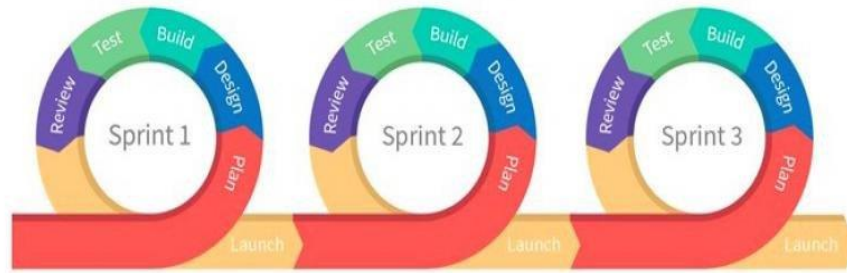 Sprint 1
Plan
Design
Build
Test
Review
Launch
Sprint 2
Plan
Design
Build
Test
Review
Launch
Sprint 3
Plan
Design
Build
Test
Review
Launch